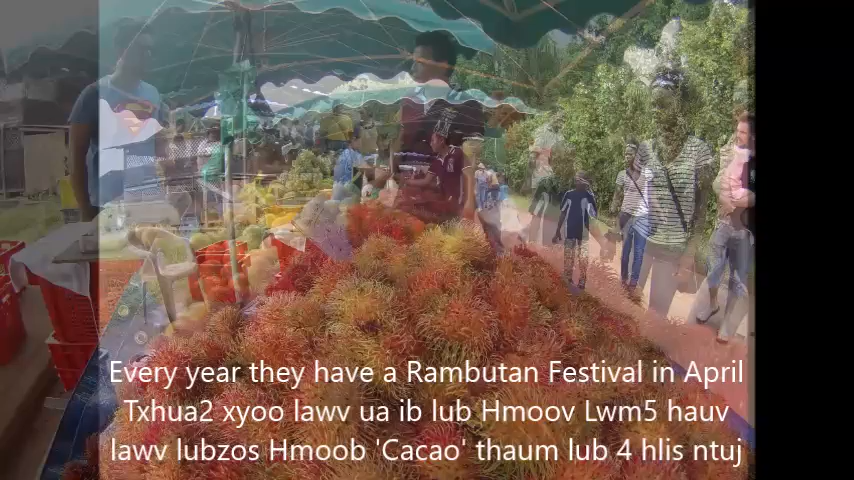 Every year they have a Rambutan Festival in April
Txhua2 xyoo lawv ua ib lub Hmoov Lwm5 hauv
lawv lubzos Hmoob 'Cacao' thaum lub 4 hlis ntuj